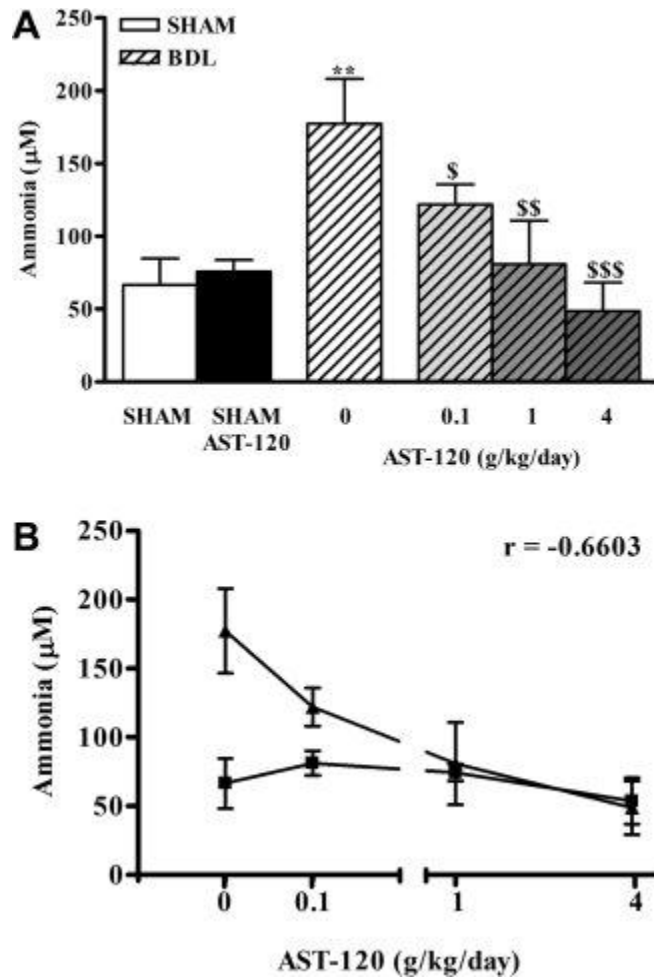 A
250
200
150
100
50
0
Ammonia (μM)
SHAM
BDL
**
$
$$
$$$
SHAM SHAM 0 0.1 1 4
AST-120 AST-120 (g/kg/day)
B
r = -0.6603
250
200
150
100
50
0
Ammonia (μM)
0 0.1 1 4
AST-120 (g/kg/day)